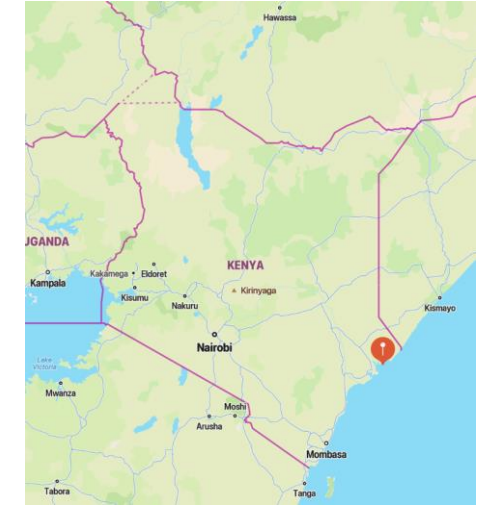 Hawassa
UGANDA
KENYA
Kampala
Kakamega
Eldoret
Kirinyaga
Kisumu
Nakuru
Kismayo
Nairobi
Lake
Victoria
Mwanza
Moshi
Arusha
Mombasa
Tabora
Tanga